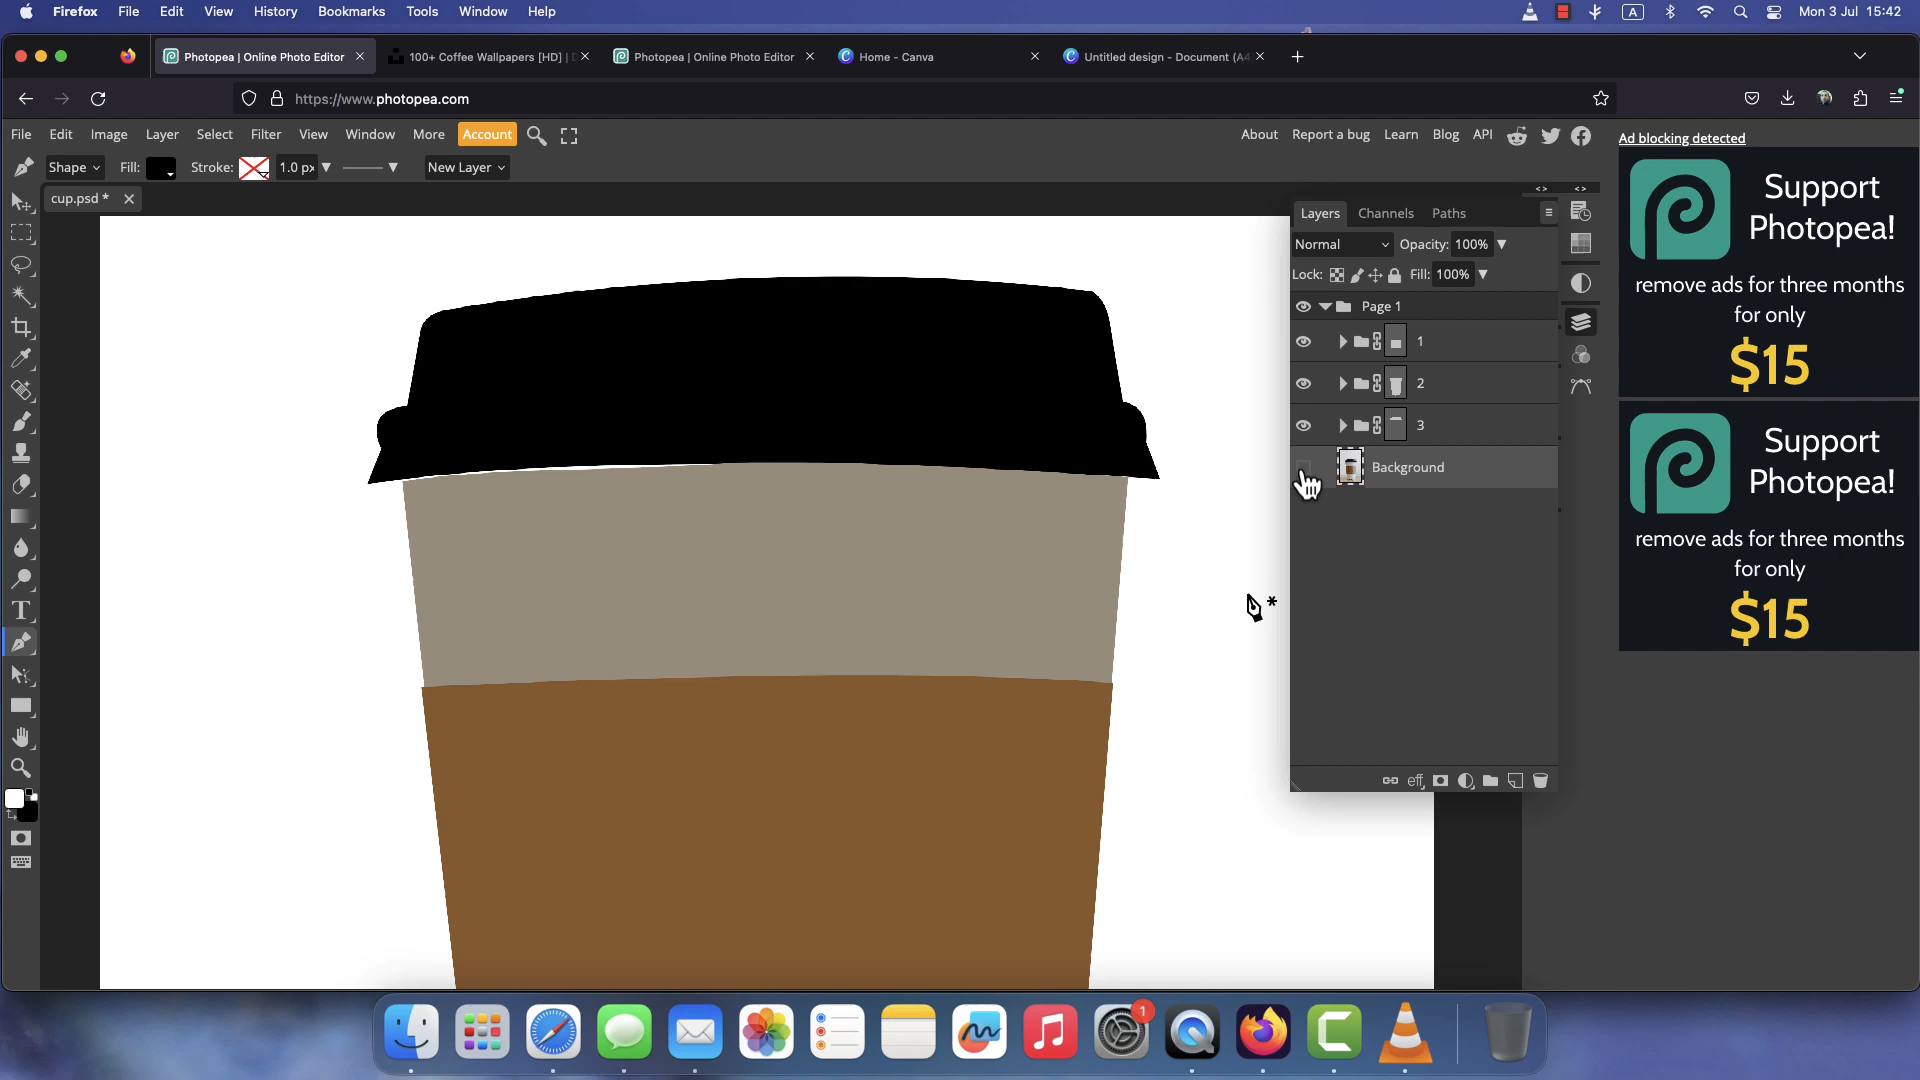 Firefox File Edit View History Bookmarks Tools Window Help A Mon 3 Jul 15:42
Photopea | Online Photo Editor
100+ Coffee Wallpapers [HD] |
Photopea | Online Photo Editor
Home - Canva
Untitled design - Document (A4
https://www.photopea.com
File Edit Image Layer Select Filter View Window More Account
About Report a bug Learn Blog API
Ad blocking detected
Shape Fill: Stroke: 1.0 px New Layer
cup.psd *
Layers Channels Paths
Normal Opacity: 100%
Lock: Fill: 100%
Page 1
1
2
3
Background
eff
T
Support
Photopea!
remove ads for three months
for only
$15
Support
Photopea!
remove ads for three months
for only
$15
1